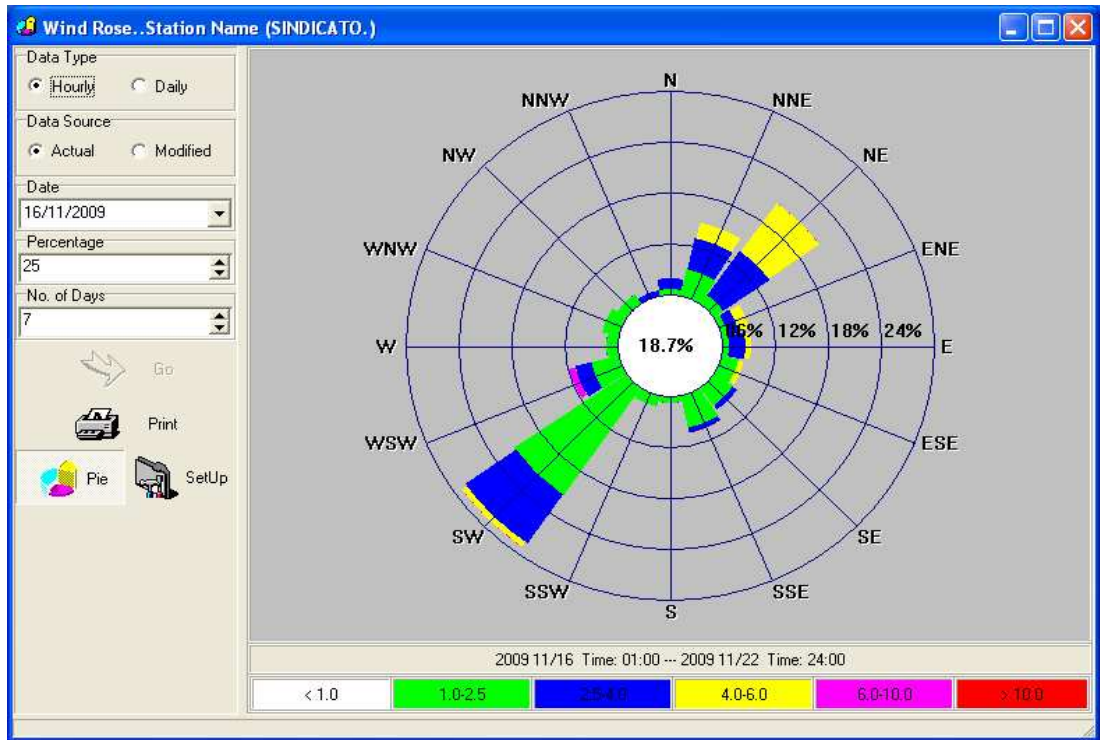 Wind Rose..Station Name (SINDICATO.)
Data Type
Hourly Daily
Data Source
Actual Modified
Date
16/11/2009
Percentage
25
No. of Days
7
Go
Print
Pie SetUp
N
NNE
NE
ENE
E
ESE
SE
SSE
S
SSW
SW
WSW
W
WNW
NW
NNW
18.7% 6% 12% 18% 24%
2009 11/16 Time: 01:00 --- 2009 11/22 Time: 24:00
< 1.0 1.0-2.5 2.5-4.0 4.0-6.0 6.0-10.0 > 10.0